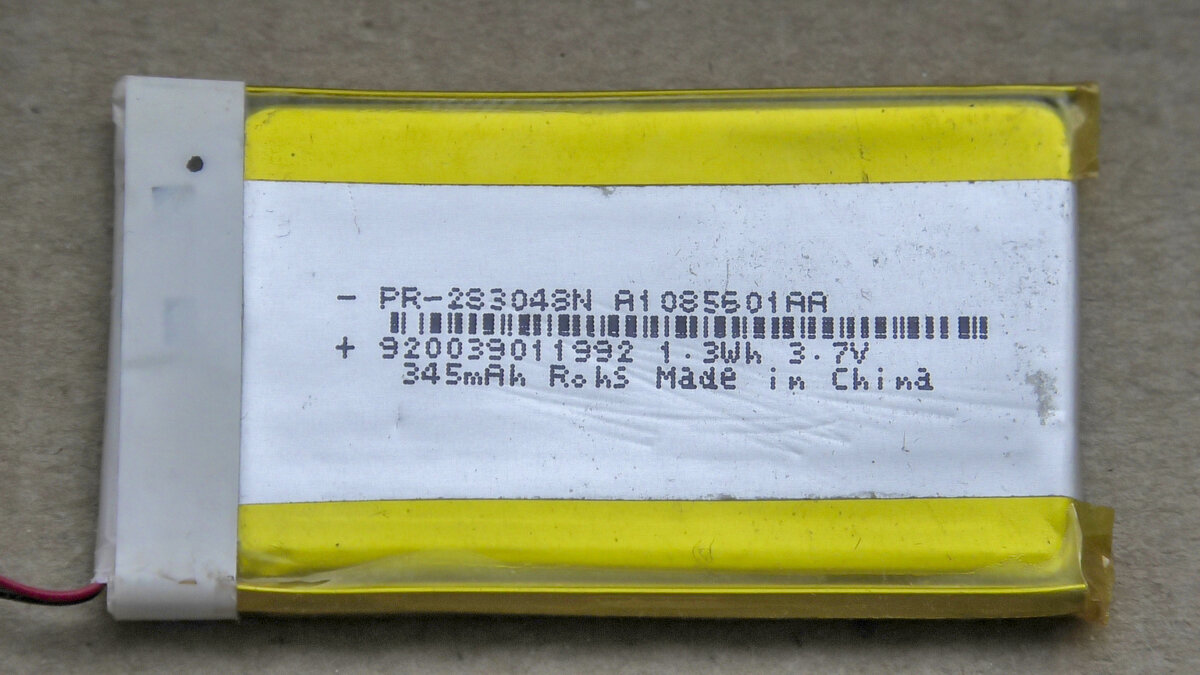 - PR-283048N A1085601AA
+ 920039011992 1.3Wh 3.7V
345mAh Rohs Made in China